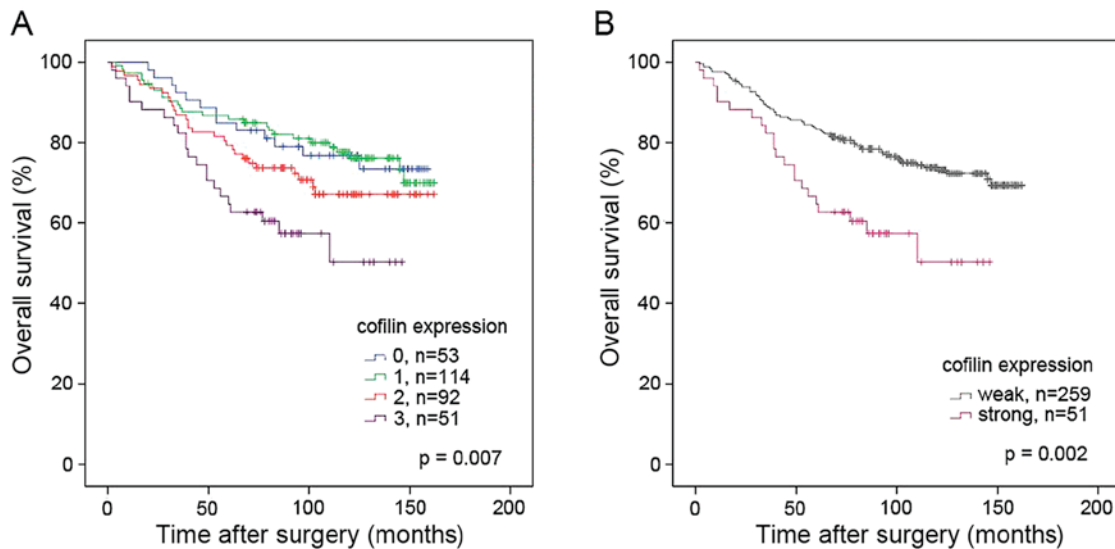 A
Overall survival (%)
100
80
60
40
20
0
cofilin expression
0, n=53
1, n=114
2, n=92
3, n=51
p = 0.007
0 50 100 150 200
Time after surgery (months)
B
Overall survival (%)
100
80
60
40
20
0
cofilin expression
weak, n=259
strong, n=51
p = 0.002
0 50 100 150 200
Time after surgery (months)